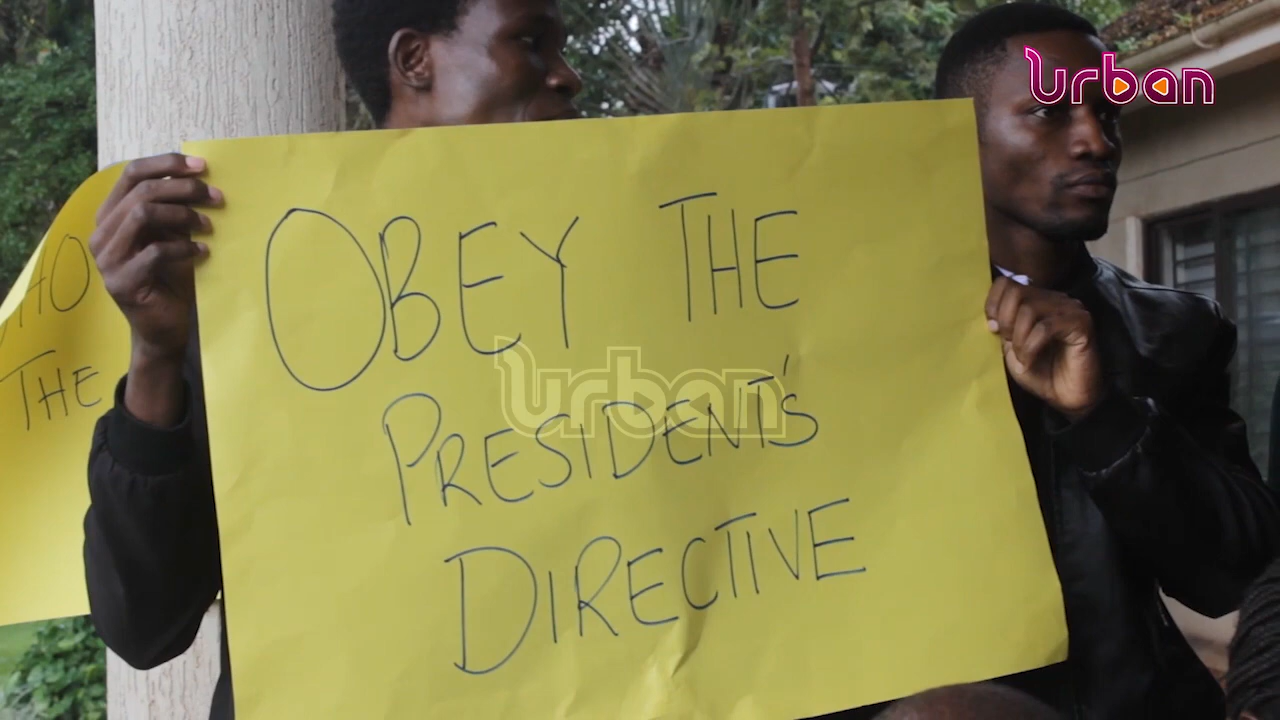 Urban
OBEY THE
PRESIDENT'S
DIRECTIVE
Urban
THE